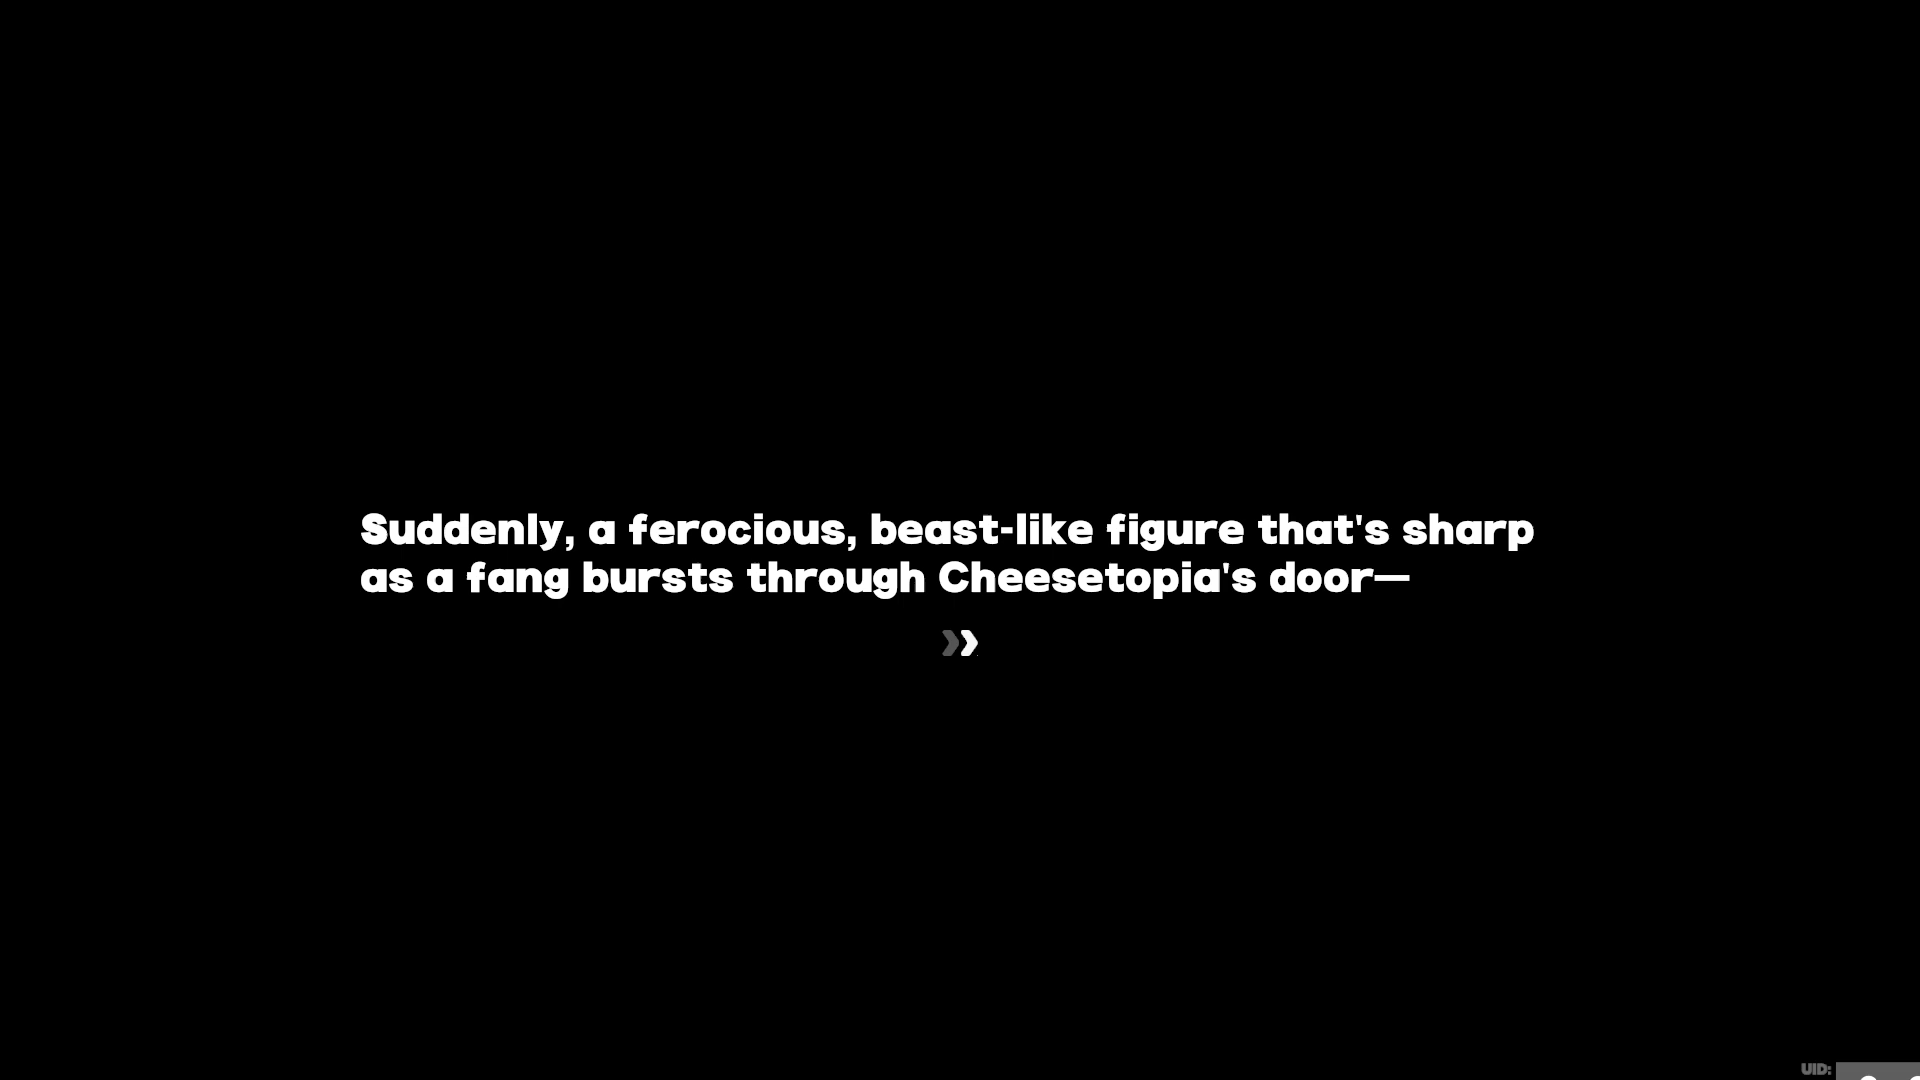 Suddenly, a ferocious, beast-like figure that's sharp
as a fang bursts through Cheesetopia's door—
UID: